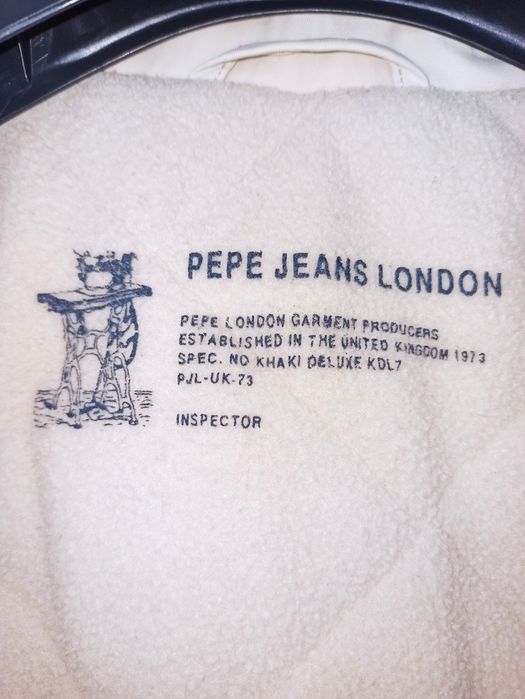 PEPE JEANS LONDON
PEPE LONDON GARMENT PRODUCERS
ESTABLISHED IN THE UNITED KINGDOM 1973
SPEC. NO KHAKI DELUXE KDL7
PJL-UK-73
INSPECTOR